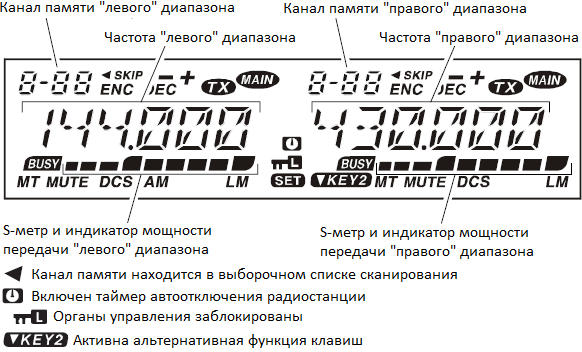 Канал памяти "левого" диапазона Канал памяти "правого" диапазона
Частота "левого" диапазона Частота "правого" диапазона
8-88 SKIP ENC DEC - + TX MAIN 8-88 SKIP ENC DEC - + TX MAIN
144.000 430.000
BUSY L BUSY
MT MUTE DCS AM LM SET ▼KEY2 MT MUTE DCS LM
S-метр и индикатор мощности S-метр и индикатор мощности
передачи "левого" диапазона передачи "правого" диапазона
Канал памяти находится в выборочном списке сканирования
Включен таймер автоотключения радиостанции
L Органы управления заблокированы
▼KEY2 Активна альтернативная функция клавиш